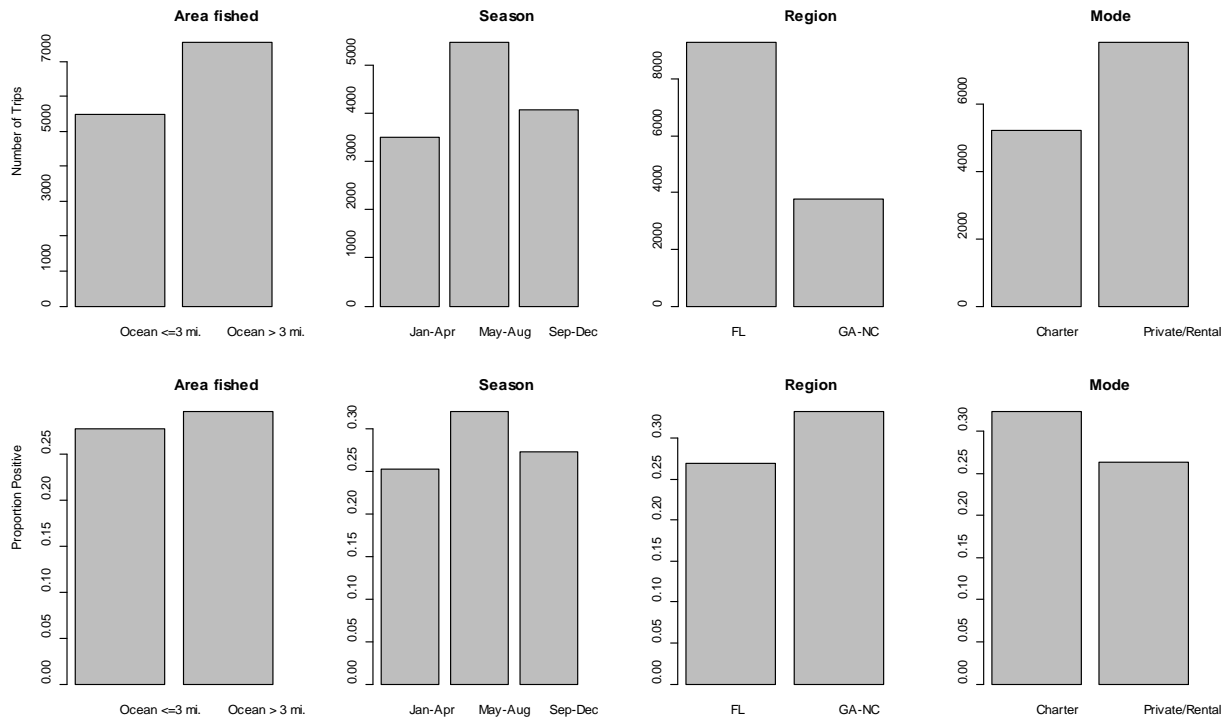 Area fished
Season
Region
Mode
Number of Trips
0 1000 2000 3000 4000 5000 6000 7000
0 1000 2000 3000 4000 5000
0 2000 4000 6000 8000
0 2000 4000 6000
Ocean <=3 mi. Ocean > 3 mi.
Jan-Apr May-Aug Sep-Dec
FL GA-NC
Charter Private/Rental
Area fished
Season
Region
Mode
Proportion Positive
0.00 0.05 0.10 0.15 0.20 0.25
0.00 0.05 0.10 0.15 0.20 0.25 0.30
0.00 0.05 0.10 0.15 0.20 0.25 0.30
0.00 0.05 0.10 0.15 0.20 0.25 0.30
Ocean <=3 mi. Ocean > 3 mi.
Jan-Apr May-Aug Sep-Dec
FL GA-NC
Charter Private/Rental